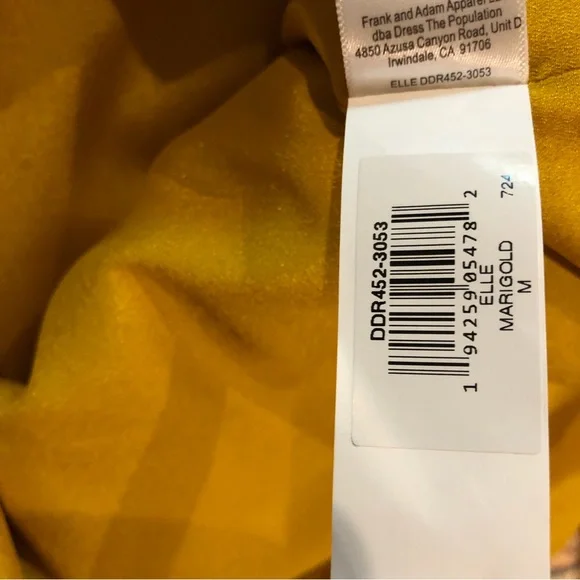 Frank and Adam Apparel
dba Dress The Population
4850 Azusa Canyon Road, Unit D
Irwindale, CA 91706
ELLE DDR452-3053
DDR452-3053
1 94259 05478 2
ELLE
MARIGOLD
M
724